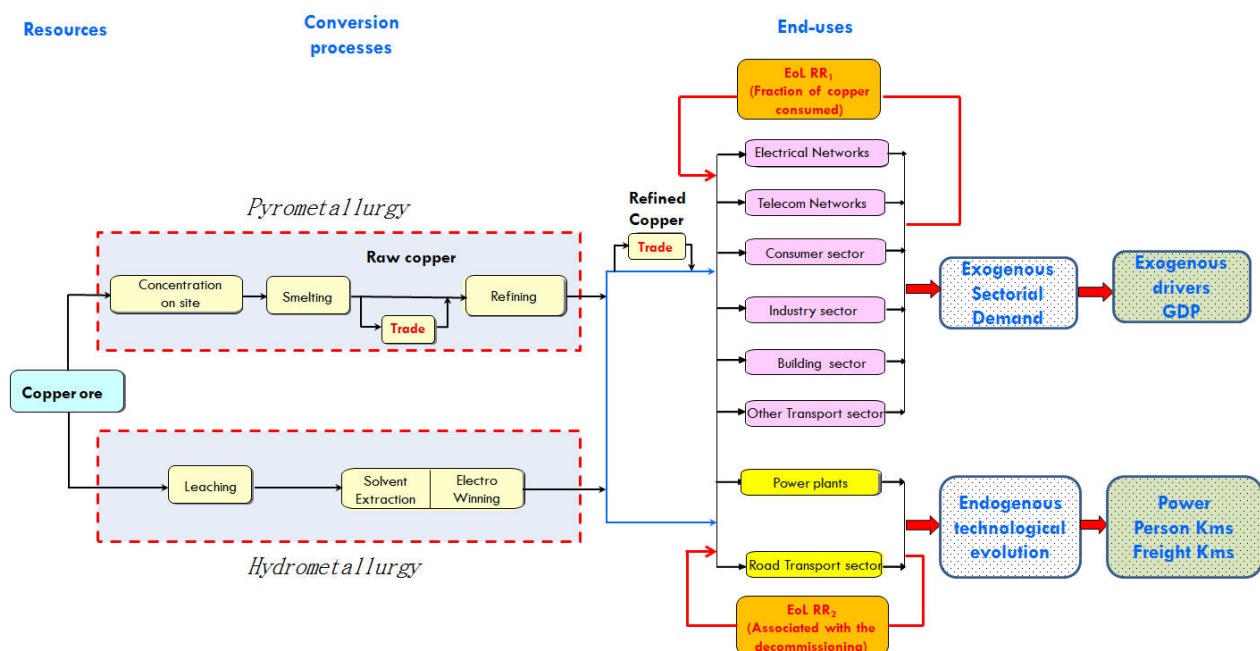 Resources
Conversion
processes
End-uses
EoL RR₁
(Fraction of copper
consumed)
Electrical Networks
Telecom Networks
Consumer sector
Industry sector
Building sector
Other Transport sector
Power plants
Road Transport sector
EoL RR₂
(Associated with the
decommissioning)
Refined
Copper
Trade
Pyrometallurgy
Raw copper
Concentration
on site
Smelting
Trade
Refining
Copper ore
Leaching
Solvent
Extraction
Electro
Winning
Hydrometallurgy
Exogenous
Sectorial
Demand
Exogenous
drivers
GDP
Endogenous
technological
evolution
Power
Person Kms
Freight Kms